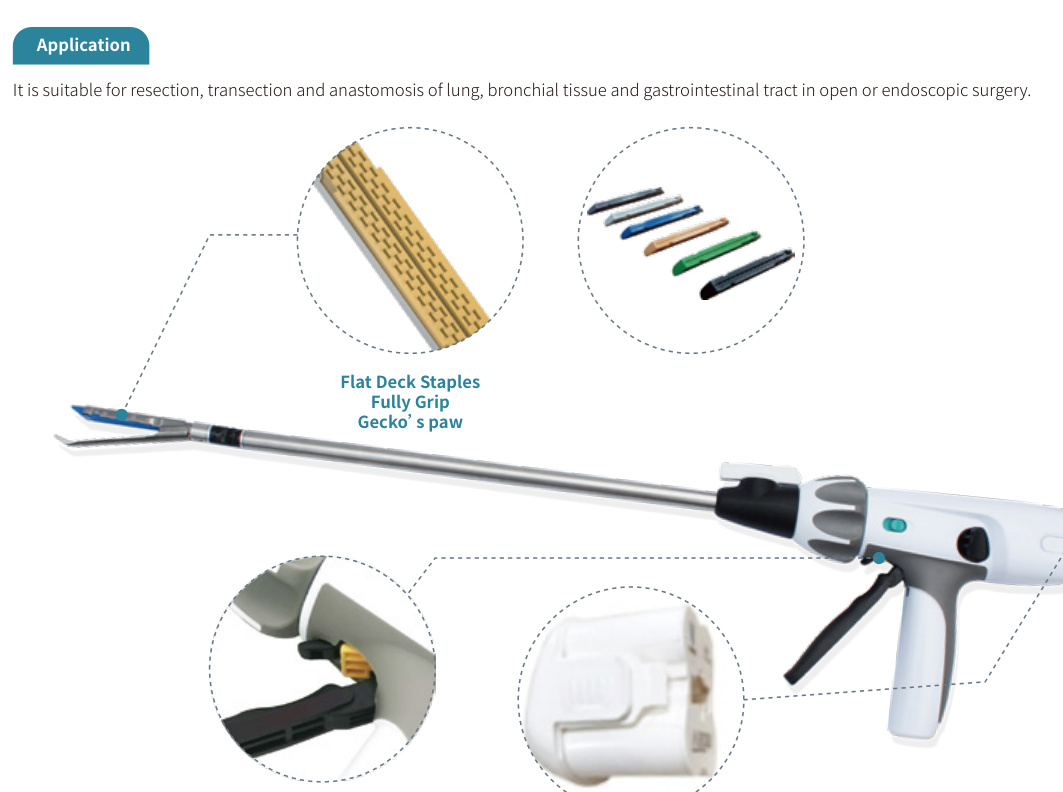 Application
It is suitable for resection, transection and anastomosis of lung, bronchial tissue and gastrointestinal tract in open or endoscopic surgery.
Flat Deck Staples
Fully Grip
Gecko’s paw